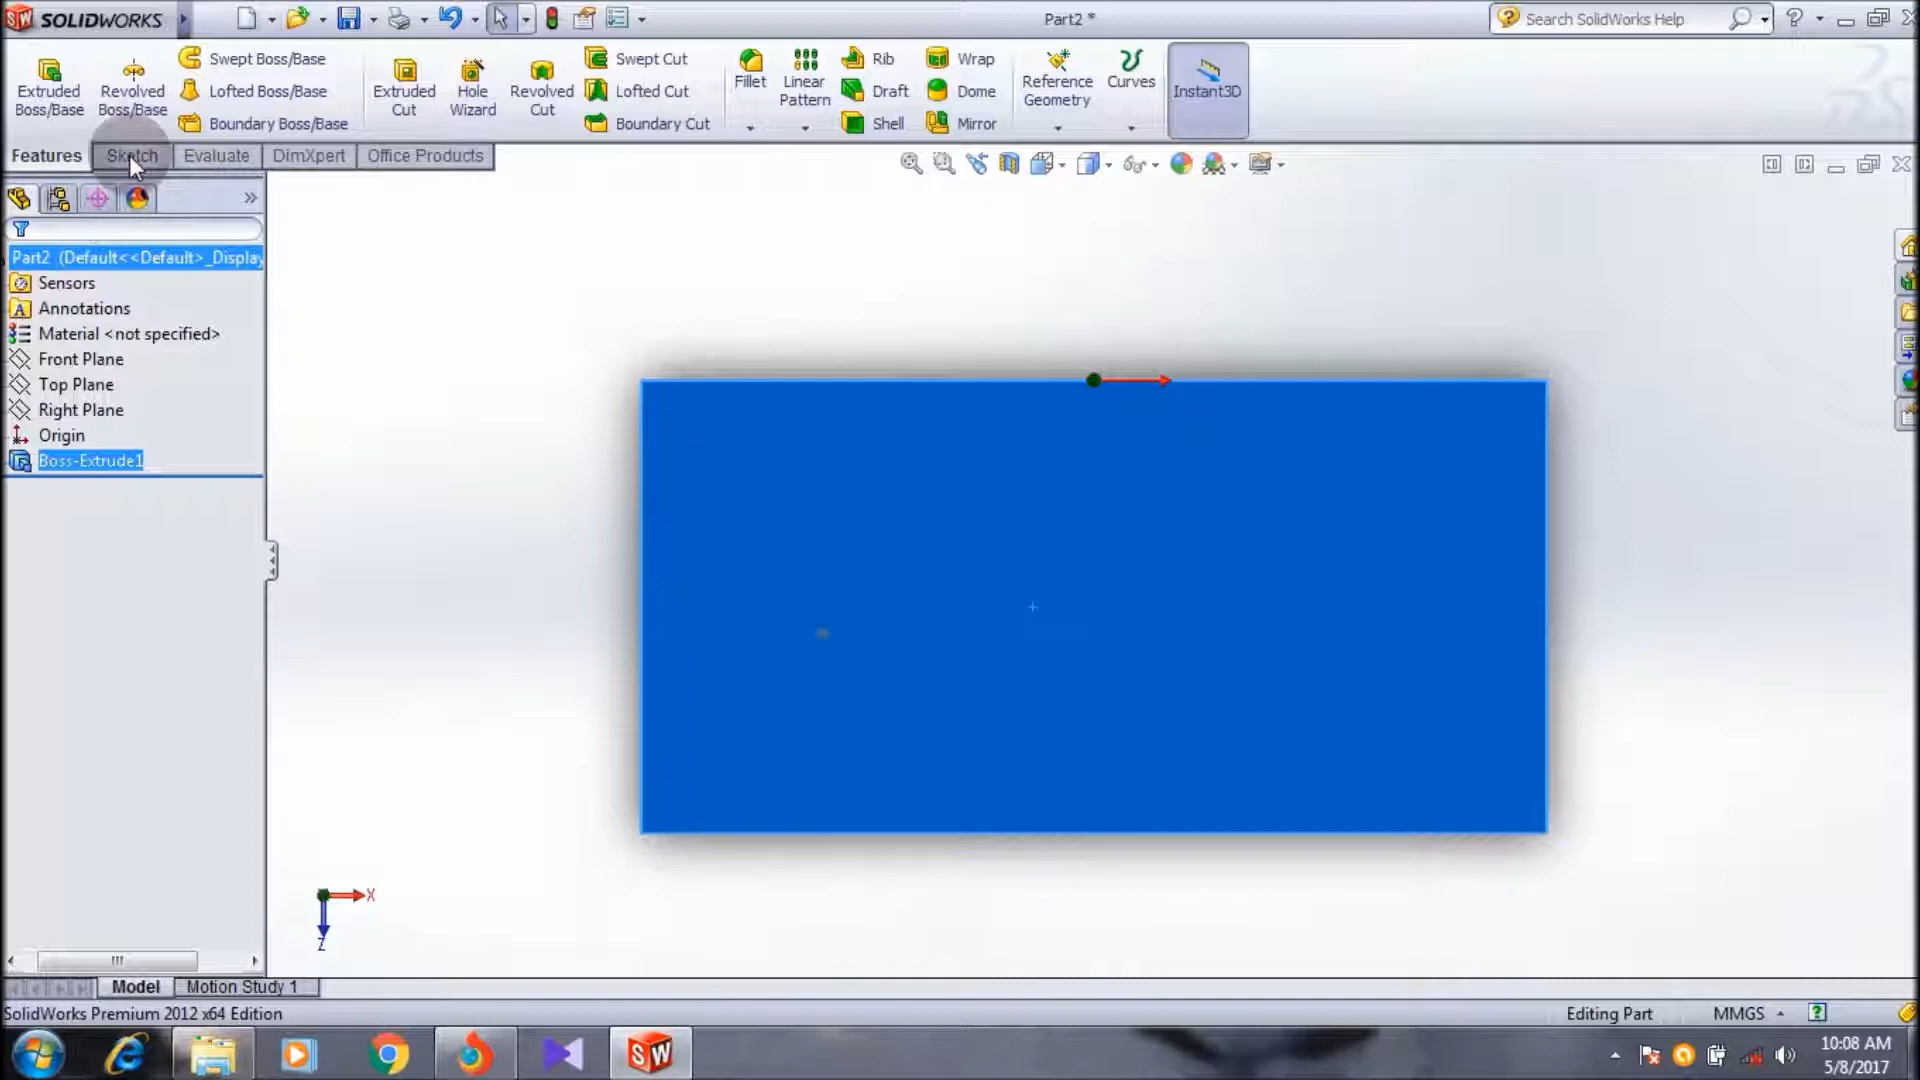 SOLIDWORKS
Part2 *
Search SolidWorks Help
Extruded Boss/Base
Revolved Boss/Base
Swept Boss/Base
Lofted Boss/Base
Boundary Boss/Base
Extruded Cut
Hole Wizard
Revolved Cut
Swept Cut
Lofted Cut
Boundary Cut
Fillet
Linear Pattern
Rib
Draft
Shell
Wrap
Dome
Mirror
Reference Geometry
Curves
Instant3D
Features
Sketch
Evaluate
DimXpert
Office Products
Part2 (Default<<Default>_Display
Sensors
Annotations
Material <not specified>
Front Plane
Top Plane
Right Plane
Origin
Boss-Extrude1
X
Z
Model
Motion Study 1
SolidWorks Premium 2012 x64 Edition
Editing Part
MMGS
10:08 AM
5/8/2017